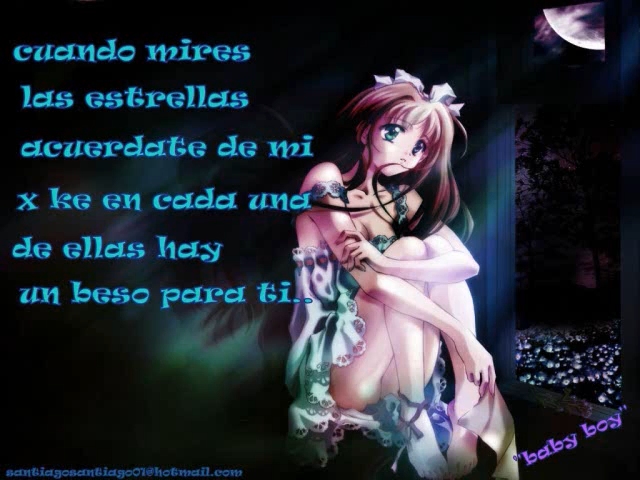 cuando mires
las estrellas
acuerdate de mi
x ke en cada una
de ellas hay
un beso para ti..
"baby boy"
santiagosantiago01@hotmail.com